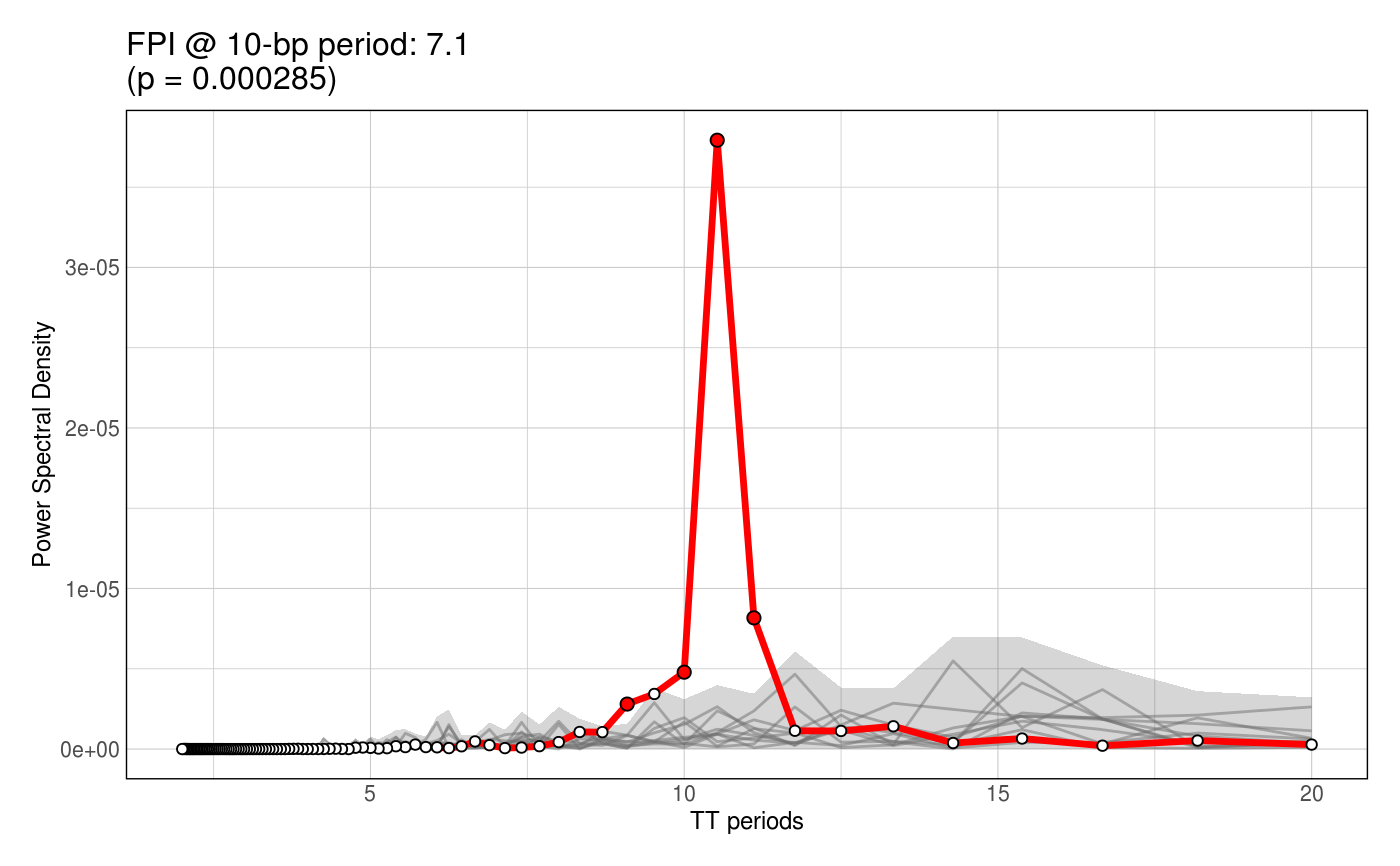 FPI @ 10-bp period: 7.1
(p = 0.000285)
Power Spectral Density
3e-05
2e-05
1e-05
0e+00
5
10
15
20
TT periods